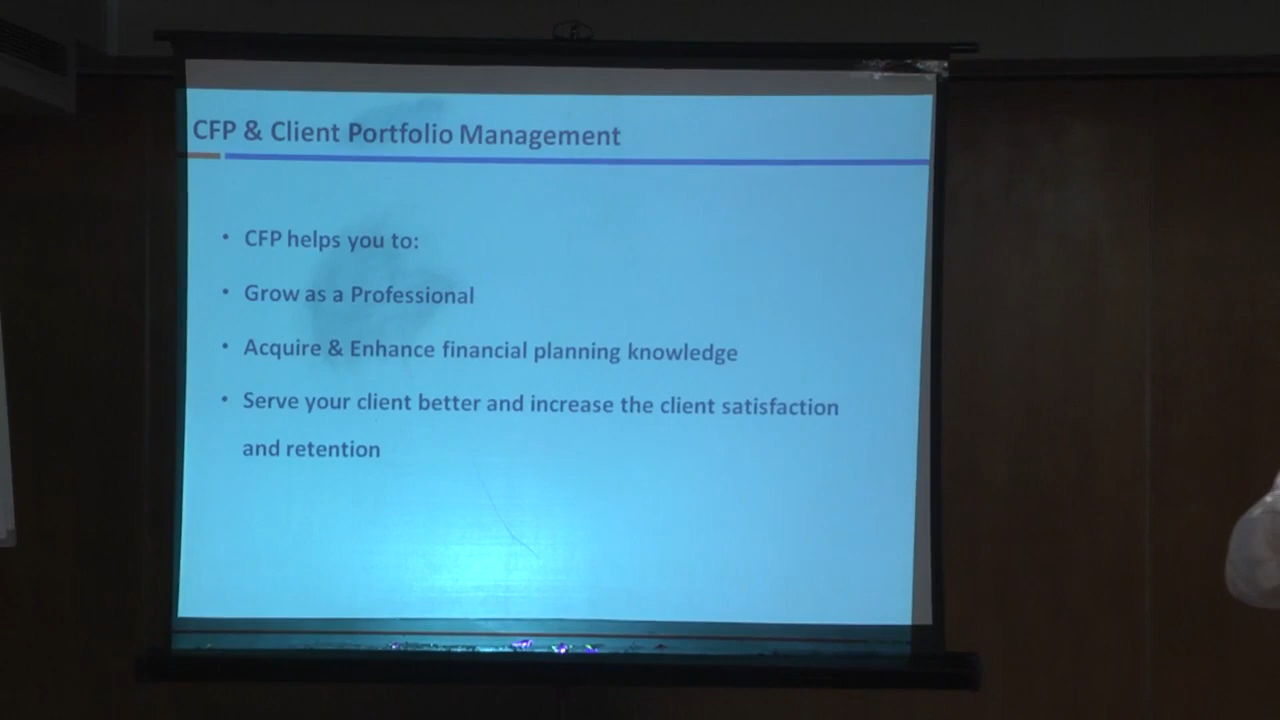 CFP & Client Portfolio Management
• CFP helps you to:
• Grow as a Professional
• Acquire & Enhance financial planning knowledge
• Serve your client better and increase the client satisfaction
and retention